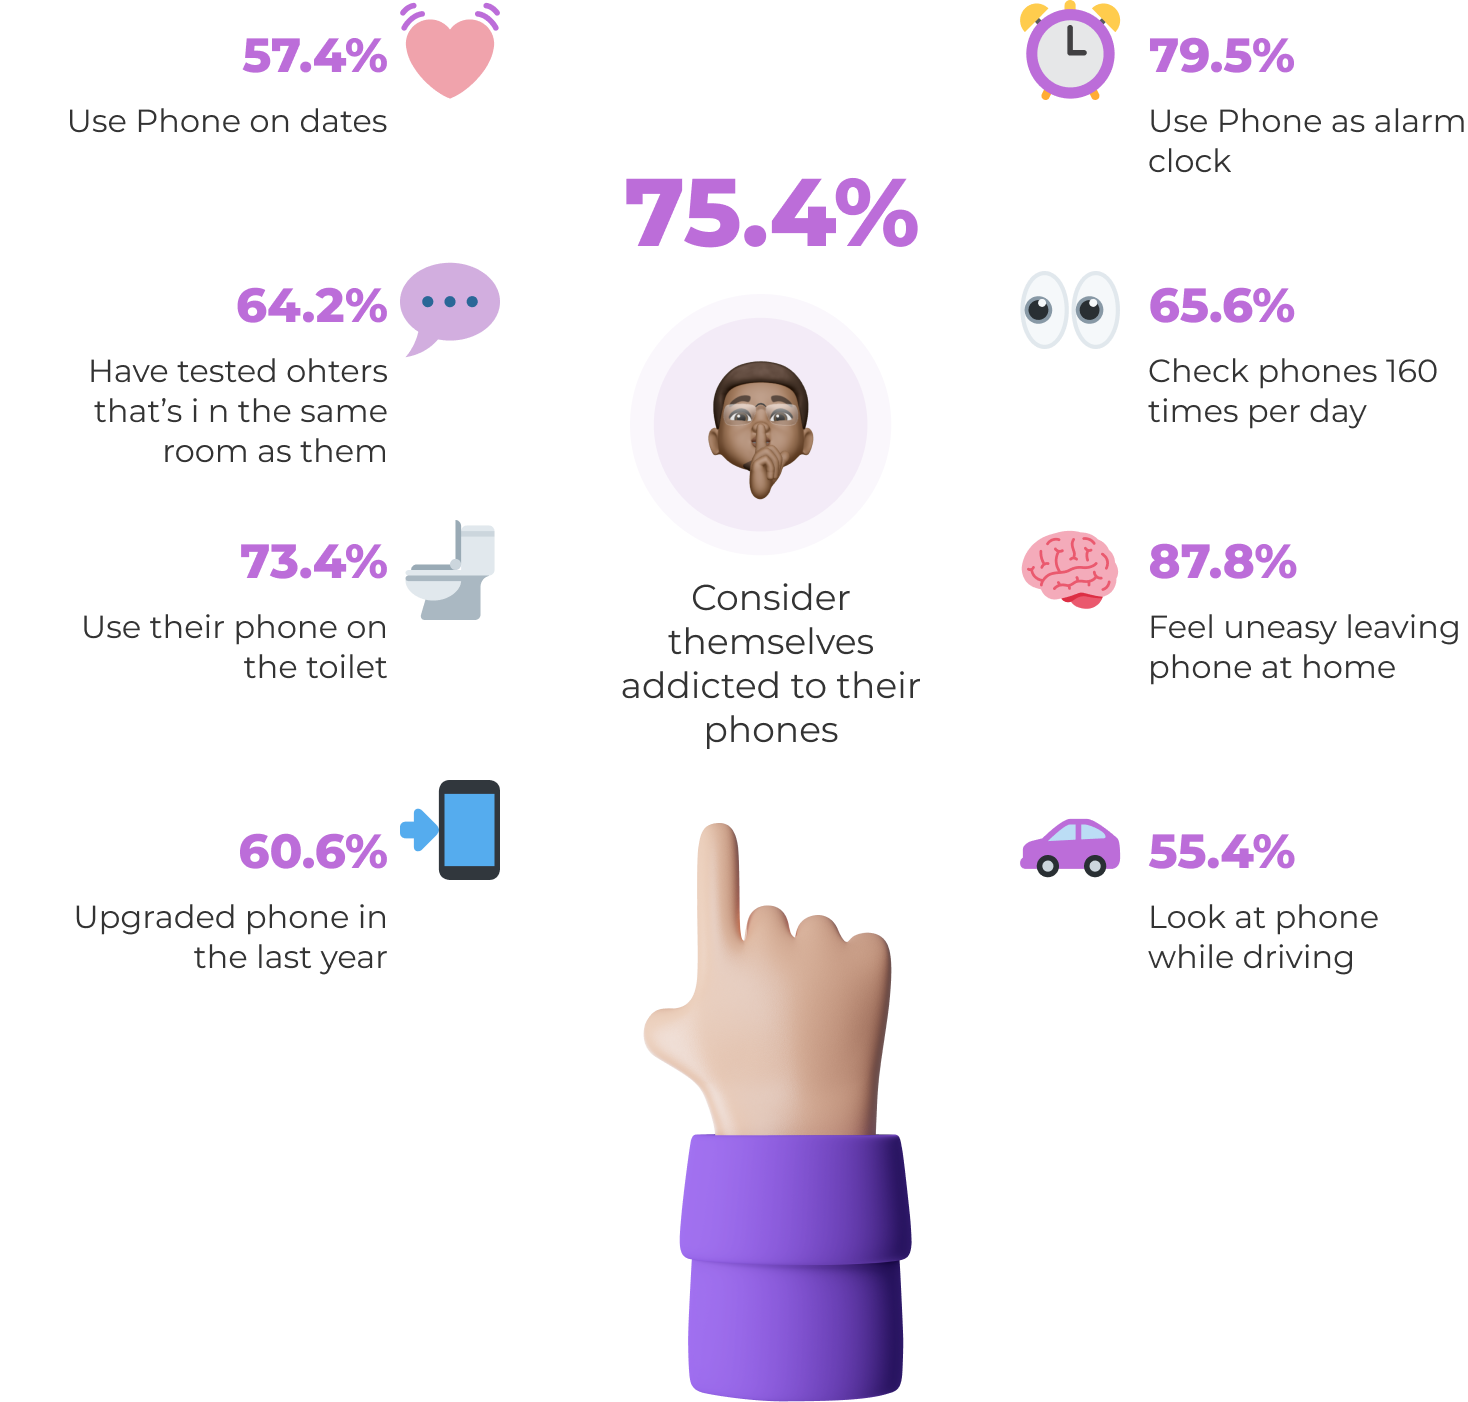 57.4%
Use Phone on dates
64.2%
Have tested ohters
that’s i n the same
room as them
73.4%
Use their phone on
the toilet
60.6%
Upgraded phone in
the last year
75.4%
Consider
themselves
addicted to their
phones
79.5%
Use Phone as alarm
clock
65.6%
Check phones 160
times per day
87.8%
Feel uneasy leaving
phone at home
55.4%
Look at phone
while driving